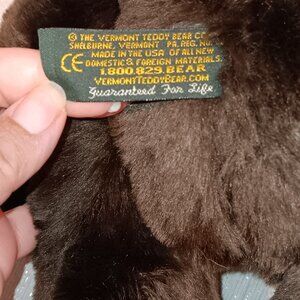 © THE VERMONT TEDDY BEAR CO
SHELBURNE, VERMONT PA. REG. NO.
MADE IN THE USA OF ALL NEW
CE DOMESTIC & FOREIGN MATERIALS
1.800.829.BEAR
VERMONTTEDDYBEAR.COM
Guaranteed For Life